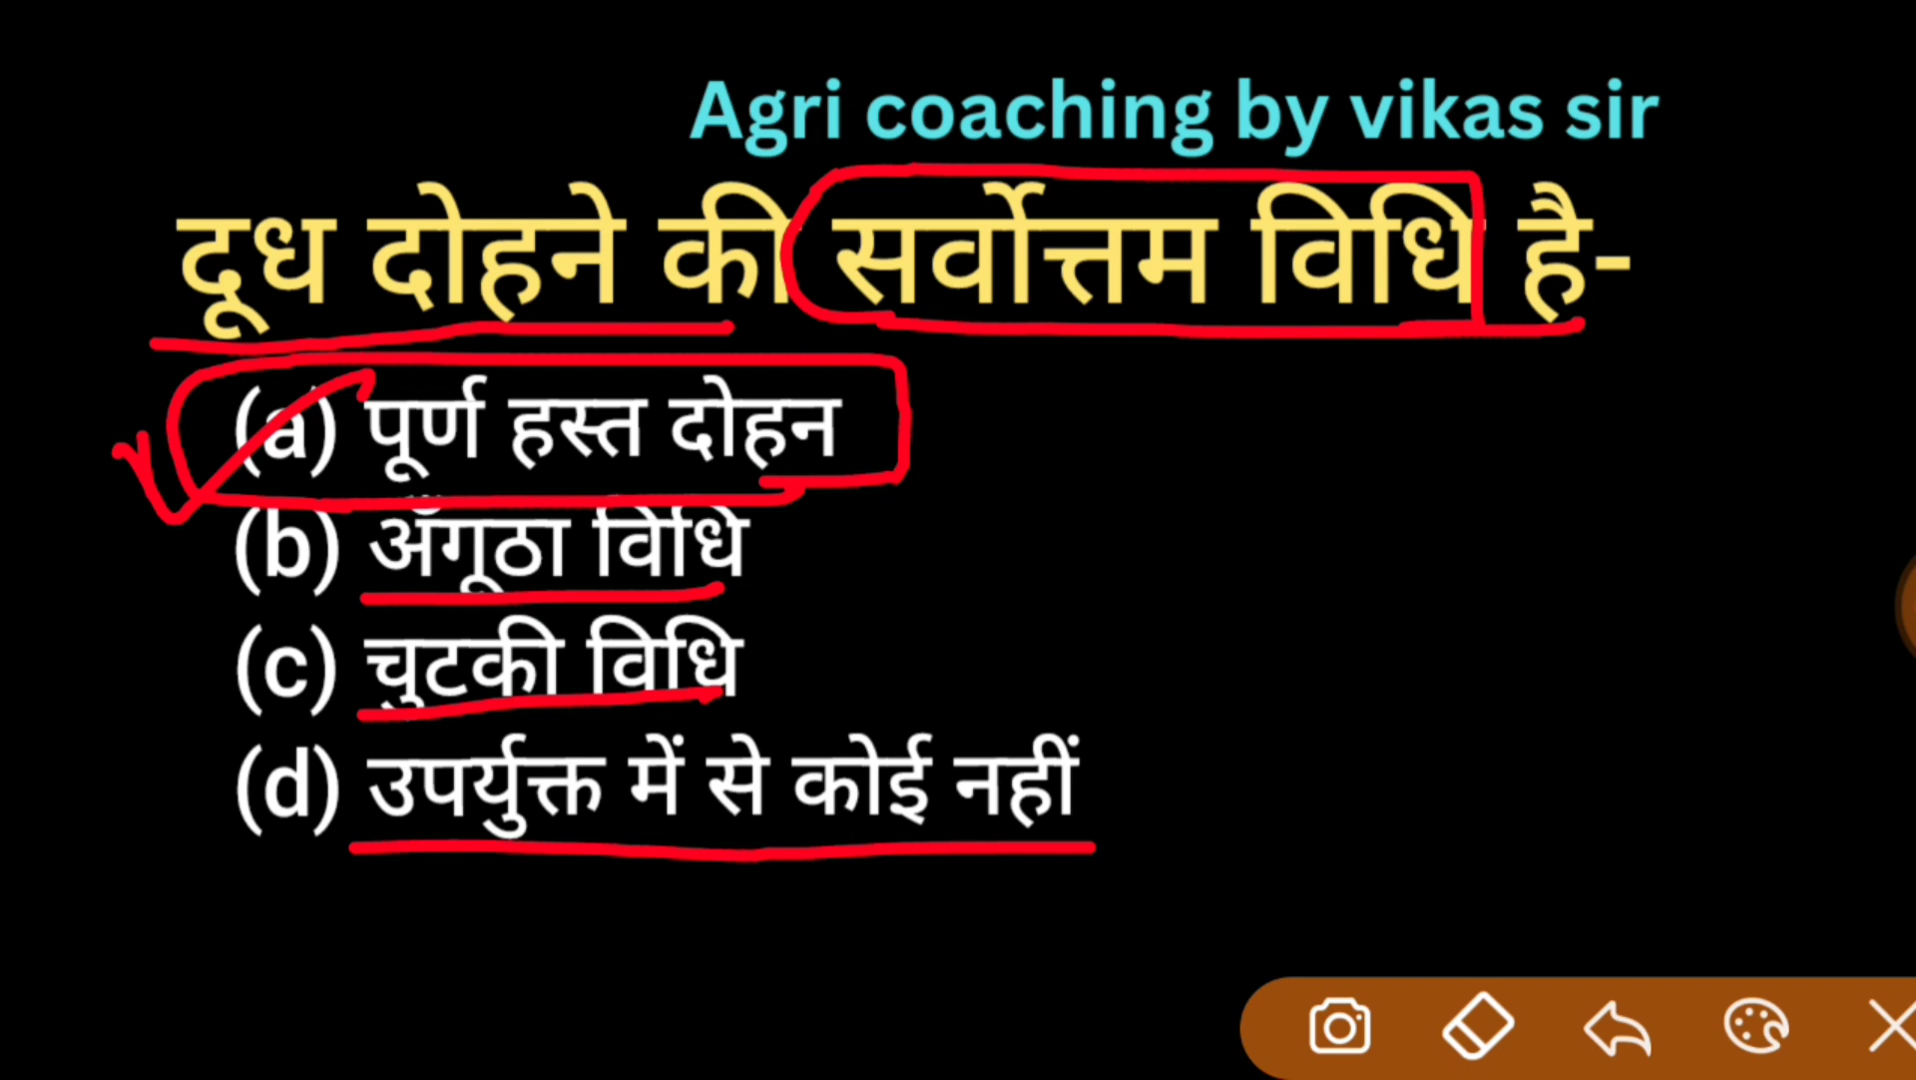 Agri coaching by vikas sir
दूध दोहने की सर्वोत्तम विधि है-
(a) पूर्ण हस्त दोहन
(b) अँगूठा विधि
(c) चुटकी विधि
(d) उपर्युक्त में से कोई नहीं